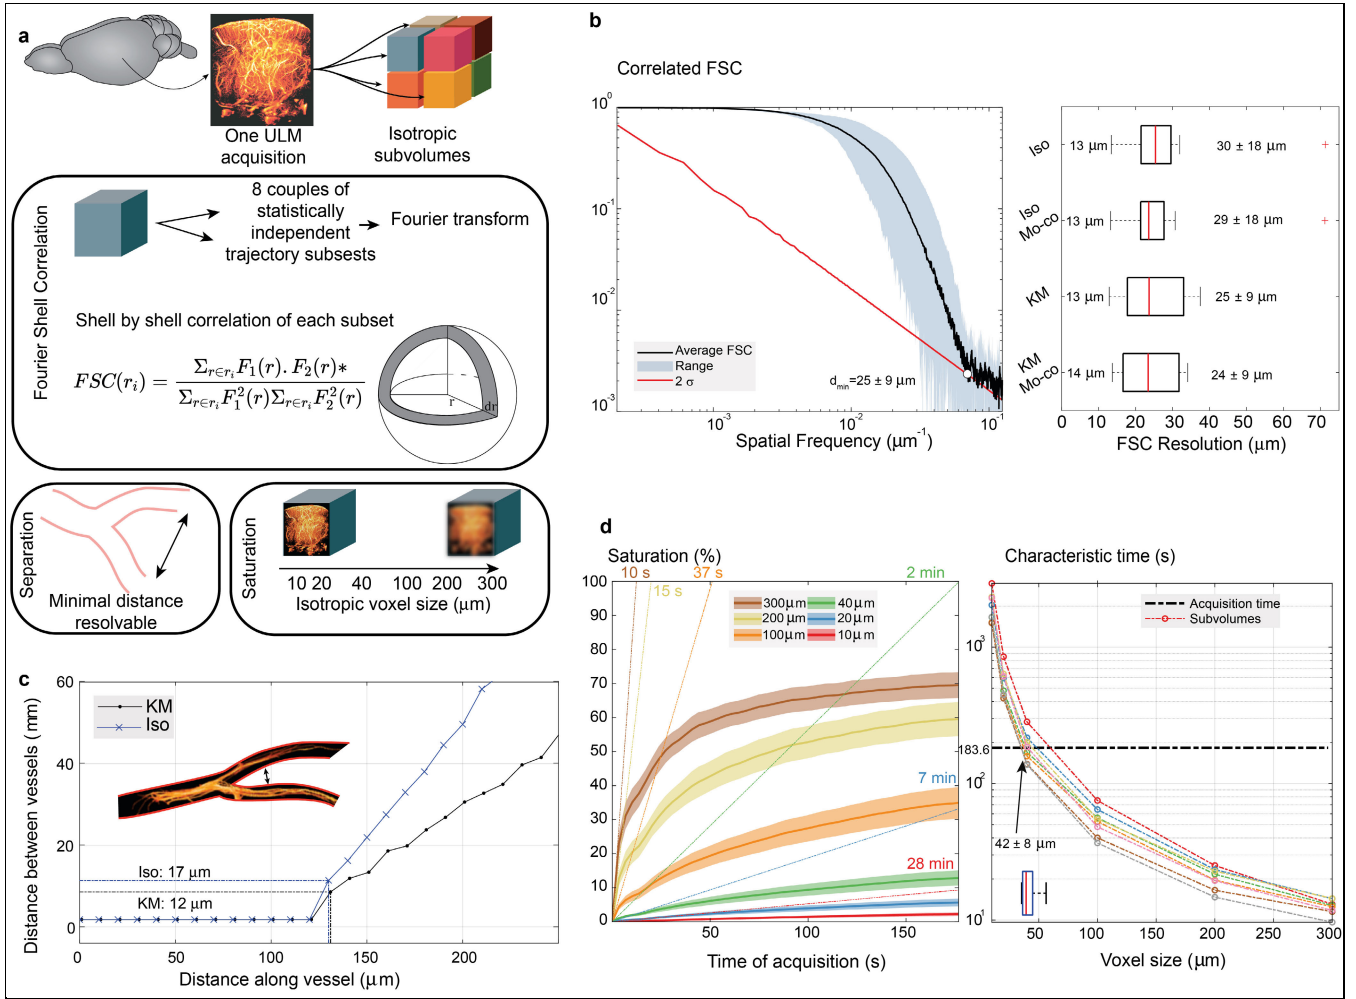 a
One ULM
acquisition
Isotropic
subvolumes
Fourier Shell Correlation
8 couples of
statistically
independent
trajectory subsests
Fourier transform
Shell by shell correlation of each subset
FSC(r_i) = Σ_{r∈r_i} F_1(r). F_2(r)* / Σ_{r∈r_i} F_1^2(r) Σ_{r∈r_i} F_2^2(r)
r
dr
Separation
Minimal distance
resolvable
Saturation
10 20 40 100 200 300
Isotropic voxel size (μm)
b
Correlated FSC
10^0
10^-1
10^-2
10^-3
Average FSC
Range
2 σ
d_min=25 ± 9 μm
10^-3 10^-2 10^-1
Spatial Frequency (μm^-1)
Iso
13 μm
30 ± 18 μm
Iso
Mo-co
13 μm
29 ± 18 μm
KM
13 μm
25 ± 9 μm
KM
Mo-co
14 μm
24 ± 9 μm
0 10 20 30 40 50 60 70
FSC Resolution (μm)
c
Distance between vessels (mm)
60
40
20
0
KM
Iso
Iso: 17 μm
KM: 12 μm
0 50 100 150 200
Distance along vessel (μm)
d
Saturation (%)
100
90
80
70
60
50
40
30
20
10
0
10 s
15 s
37 s
2 min
7 min
28 min
300μm
200μm
100μm
40μm
20μm
10μm
50 100 150
Time of acquisition (s)
Characteristic time (s)
Acquisition time
Subvolumes
10^3
183.6
10^2
10^1
42 ± 8 μm
50 100 150 200 250 300
Voxel size (μm)